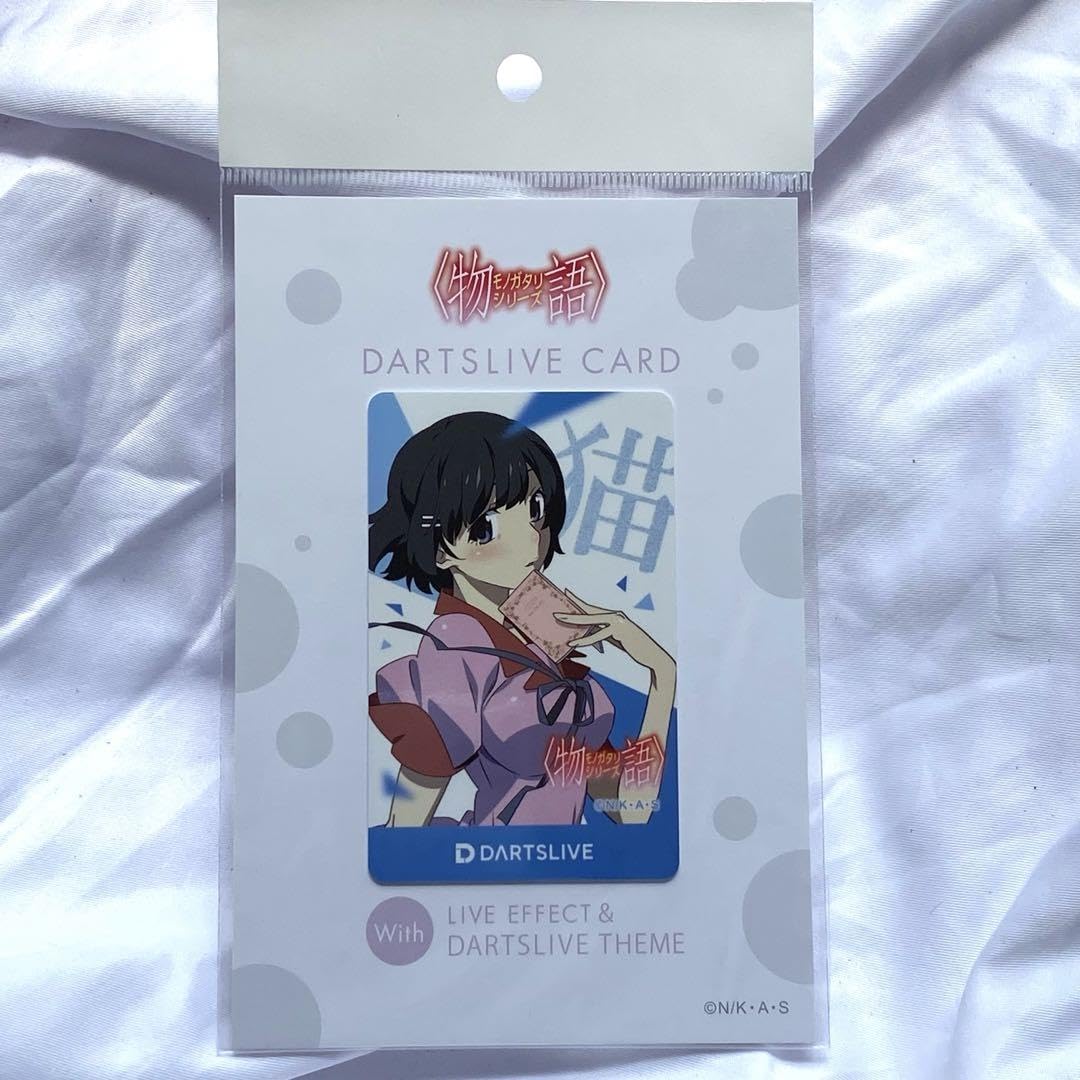 〈物モノガタリシリーズ語〉
DARTSLIVE CARD
猫
〈物モノガタリシリーズ語〉
©N/K・A・S
DARTSLIVE
With
LIVE EFFECT &
DARTSLIVE THEME
©N/K・A・S